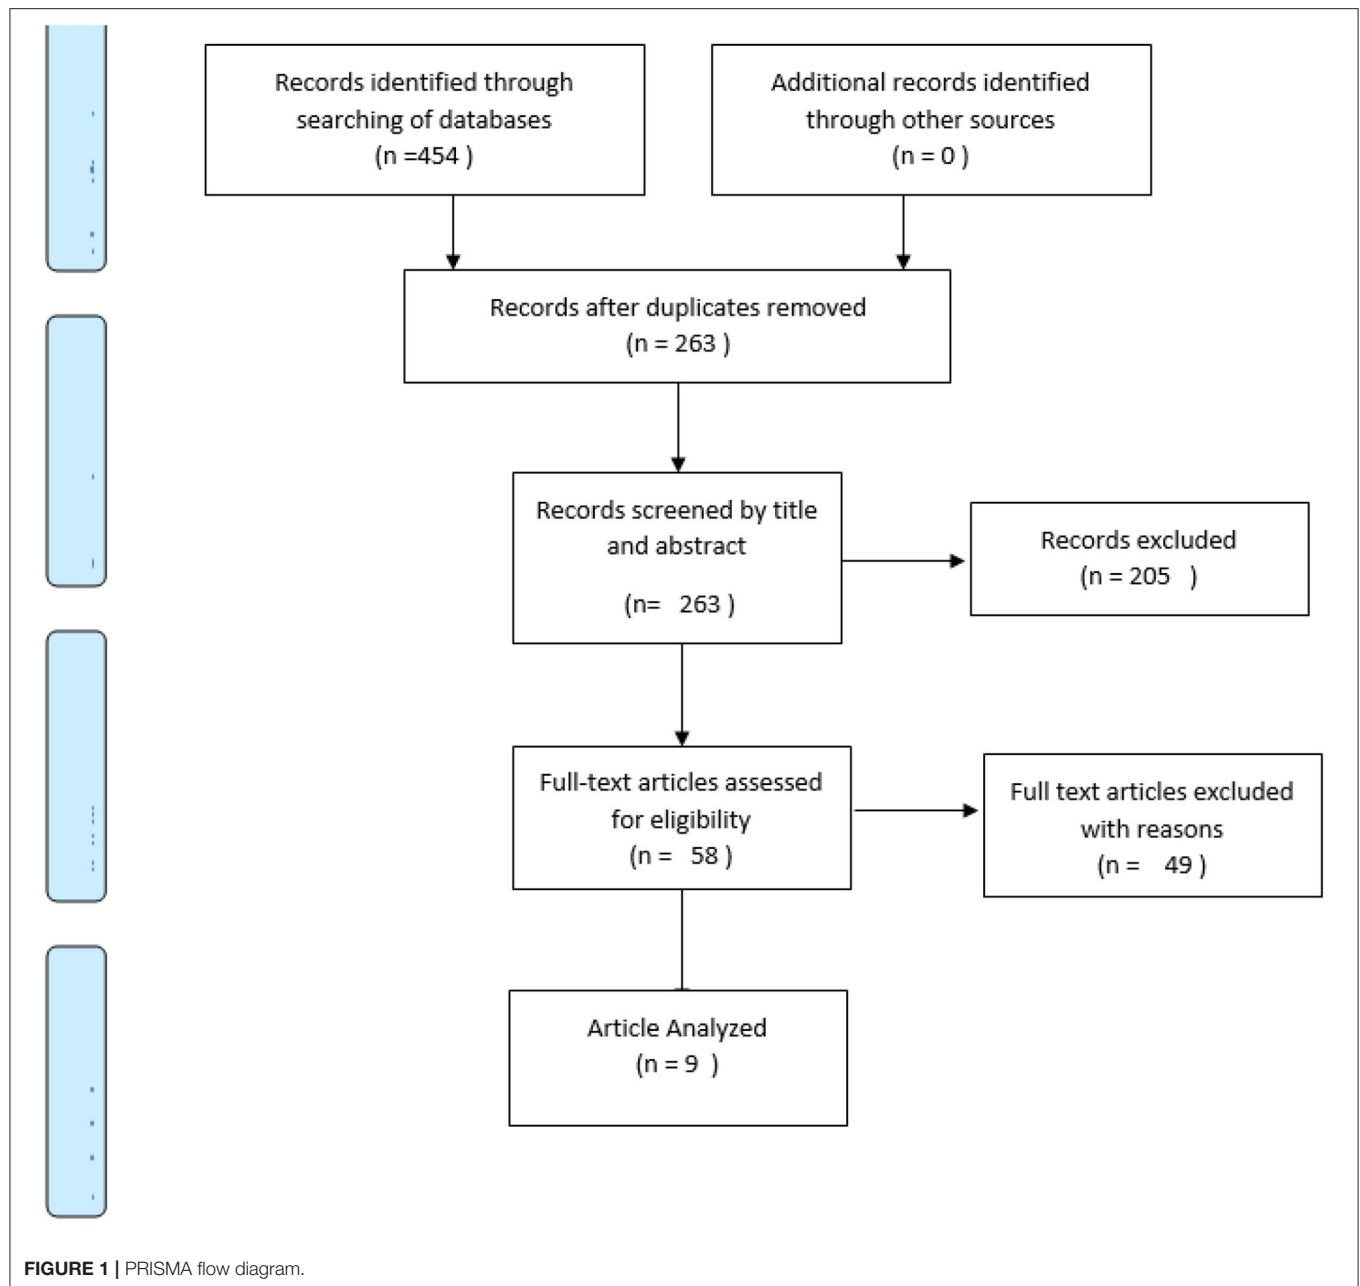 Records identified through
searching of databases
(n =454 )
Additional records identified
through other sources
(n = 0 )
Records after duplicates removed
(n = 263 )
Records screened by title
and abstract
(n= 263 )
Records excluded
(n = 205 )
Full-text articles assessed
for eligibility
(n = 58 )
Full text articles excluded
with reasons
(n = 49 )
Article Analyzed
(n = 9 )
FIGURE 1 | PRISMA flow diagram.